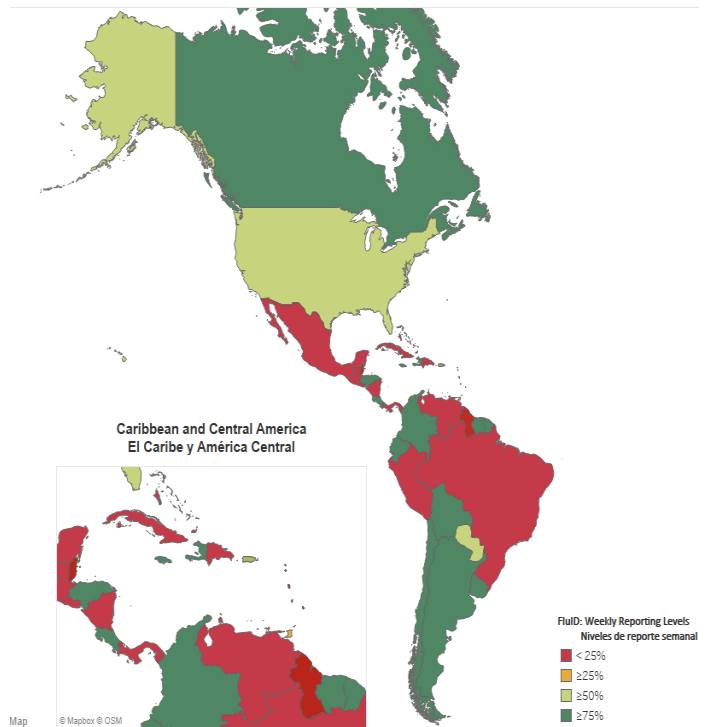 Caribbean and Central America
El Caribe y América Central
FluID: Weekly Reporting Levels
Niveles de reporte semanal
< 25%
≥25%
≥50%
≥75%
Map
© Mapbox © OSM